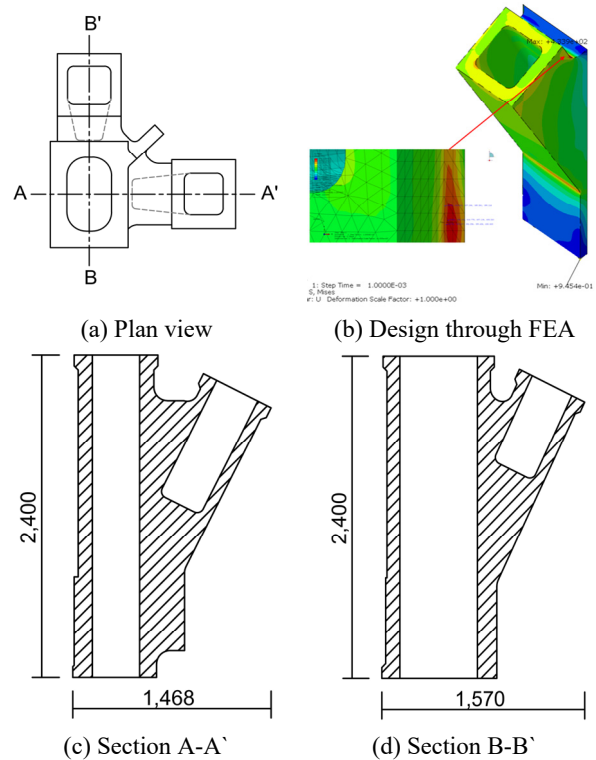 B'
A
A'
B
(a) Plan view
Min: +9.454e-01
1: Step Time = 1.0000E-03
S, Mises
r: U Deformation Scale Factor: +1.000e+00
(b) Design through FEA
2,400
1,468
(c) Section A-A`
2,400
1,570
(d) Section B-B`